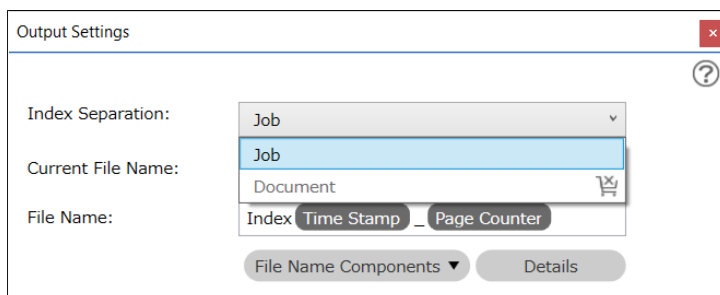 Output Settings
×
?
Index Separation:
Job
Job
Current File Name:
Document
File Name:
Index Time Stamp _ Page Counter
File Name Components ▼
Details